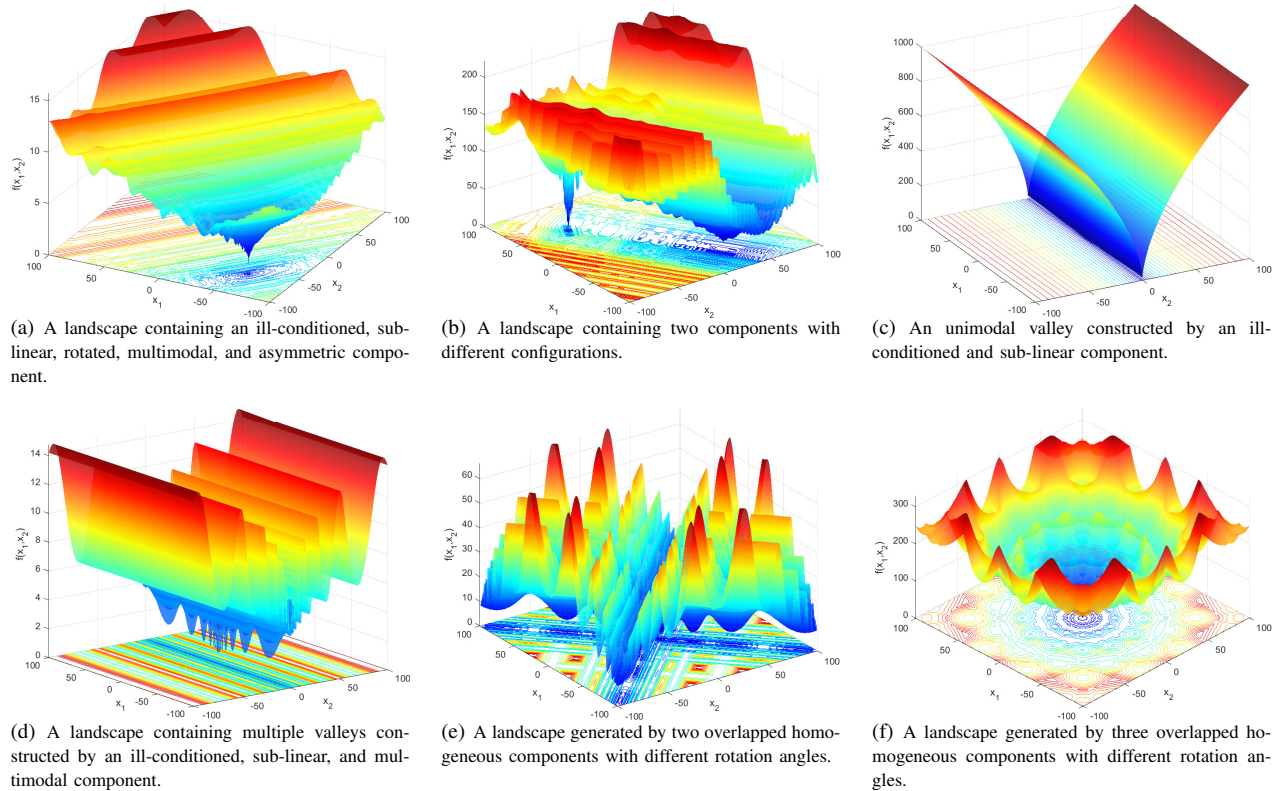 15
10
5
0
f(x1,x2)
100
50
0
-50
-100
x1
100
50
0
-50
-100
x2
(a) A landscape containing an ill-conditioned, sub-
linear, rotated, multimodal, and asymmetric compo-
nent.
200
150
100
50
0
f(x1,x2)
50
0
-50
-100
x1
100
50
0
-50
-100
x2
(b) A landscape containing two components with
different configurations.
1000
800
600
400
200
0
f(x1,x2)
100
50
0
-50
-100
x1
100
50
0
-50
-100
x2
(c) An unimodal valley constructed by an ill-
conditioned and sub-linear component.
14
12
10
8
6
4
2
0
f(x1,x2)
100
50
0
-50
-100
x1
100
50
0
-50
-100
x2
(d) A landscape containing multiple valleys con-
structed by an ill-conditioned, sub-linear, and mul-
timodal component.
60
50
40
30
20
10
0
f(x1,x2)
100
50
0
-50
-100
x1
100
50
0
-50
-100
x2
(e) A landscape generated by two overlapped homo-
geneous components with different rotation angles.
300
200
100
0
f(x1,x2)
100
50
0
-50
-100
x1
100
50
0
-50
-100
x2
(f) A landscape generated by three overlapped ho-
mogeneous components with different rotation an-
gles.